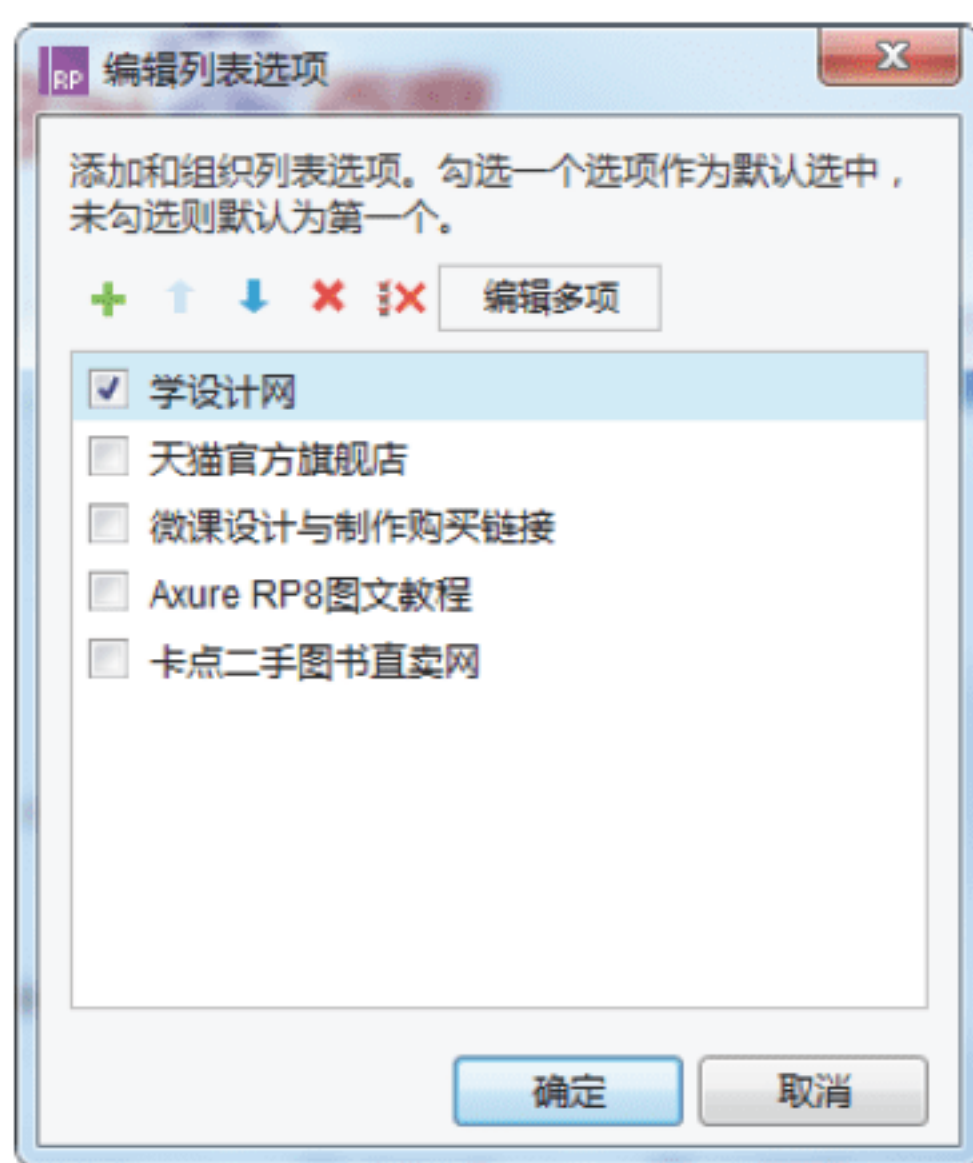 RP 编辑列表选项
添加和组织列表选项。勾选一个选项作为默认选中，
未勾选则默认为第一个。
编辑多项
学设计网
天猫官方旗舰店
微课设计与制作购买链接
Axure RP8图文教程
卡点二手图书直卖网
确定 取消